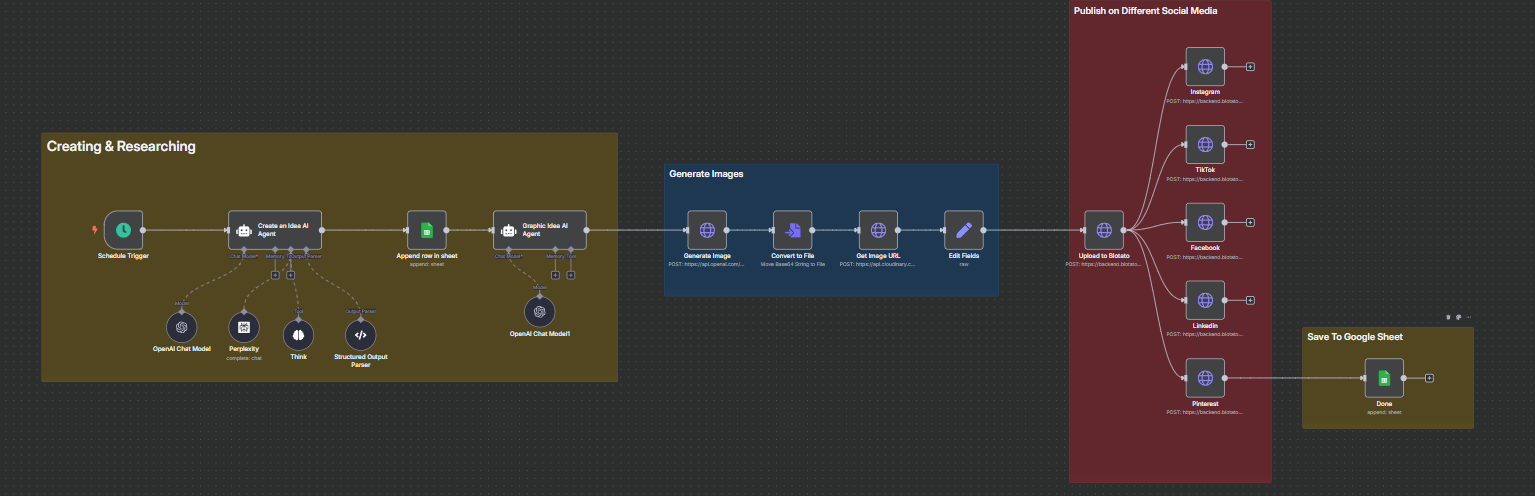 Publish on Different Social Media
Instagram
POST: https://backend.blotato...
TikTok
POST: https://backend.blotato...
Creating & Researching
Generate Images
Facebook
POST: https://backend.blotato...
Schedule Trigger
Create an Idea AI
Agent
Chat Model*
Memory
Output Parser
Append row in sheet
append: sheet
Graphic Idea AI
Agent
Chat Model*
Memory
Tool
Generate Image
POST: https://api.openai.com/...
Convert to File
Move Base64 String to File
Get Image URL
POST: https://api.cloudinary.c...
Edit Fields
raw
Upload to Blotato
POST: https://backend.blotato...
Linkedin
POST: https://backend.blotato...
Model
OpenAI Chat Model
Perplexity
complete: chat
Tool
Think
Output Parser
Structured Output
Parser
Model
OpenAI Chat Model1
Pinterest
POST: https://backend.blotato...
Save To Google Sheet
Done
append: sheet